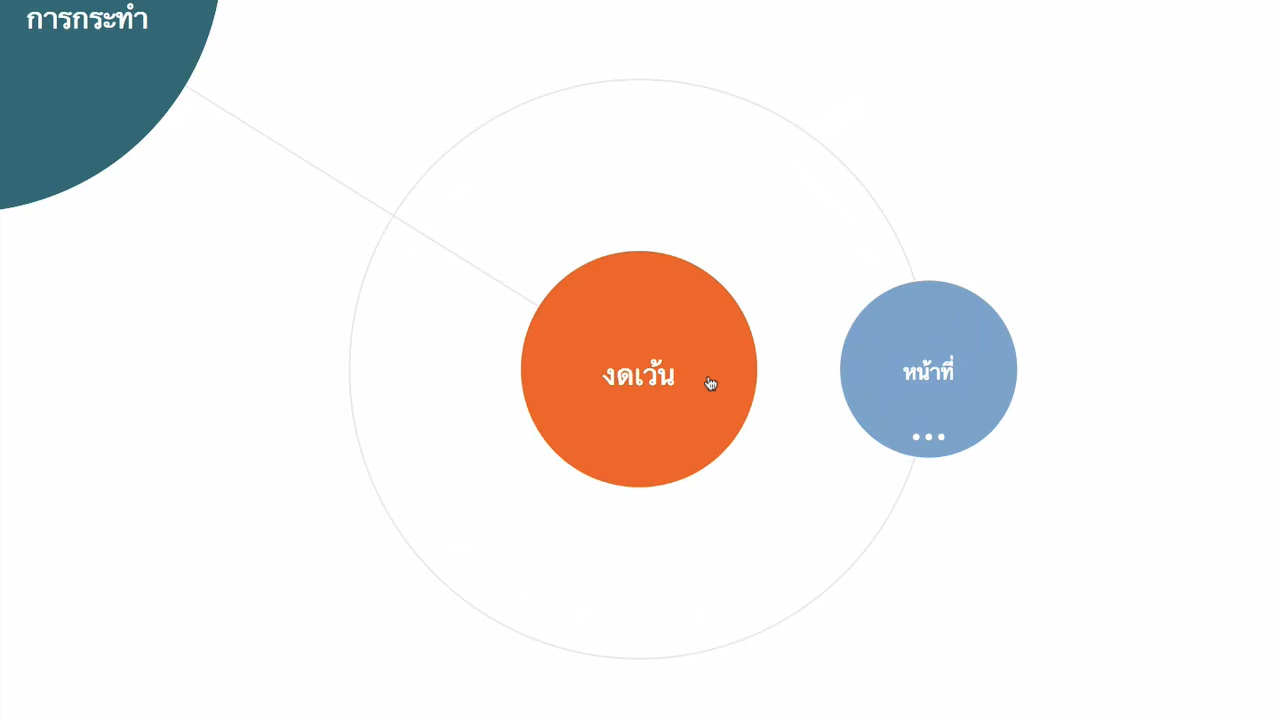 การกระทำ
งดเว้น
หน้าที่